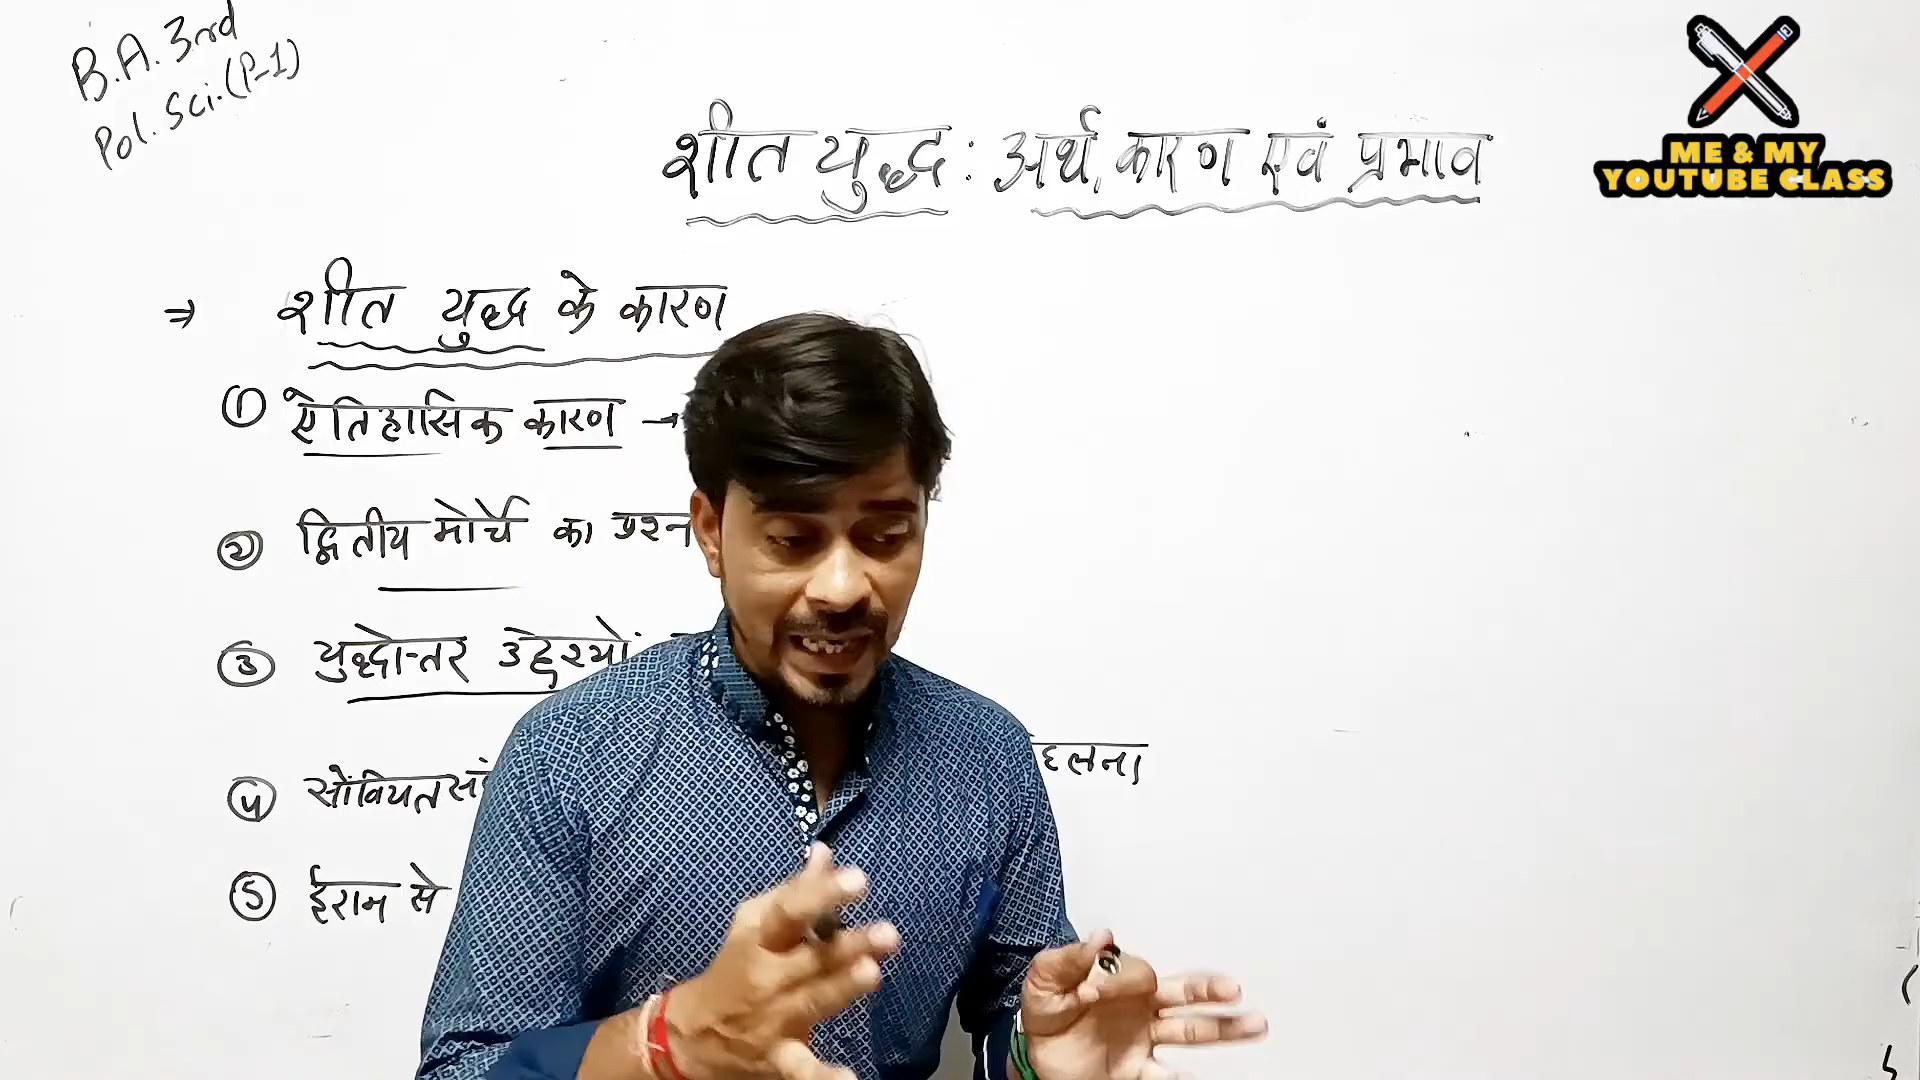 B.A. 3rd
Pol. Sci. (P-1)
ME & MY
YOUTUBE CLASS
शीत युद्ध : अर्थ, कारण एवं प्रभाव
⇒ शीत युद्ध के कारण
① ऐतिहासिक कारण →
② द्वितीय मोर्चे का प्रश्न
③ युद्धोत्तर उद्देश्यों
④ सोवियत
⑤ ईरान से